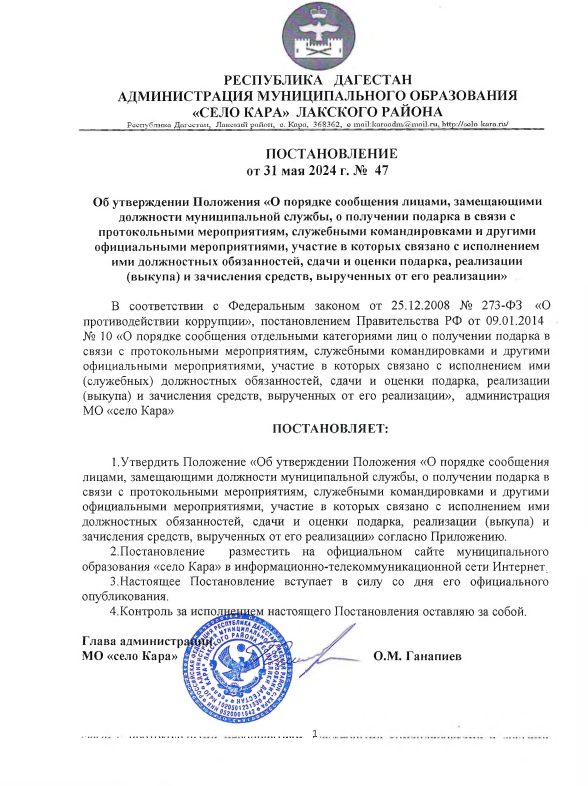 РЕСПУБЛИКА ДАГЕСТАН
АДМИНИСТРАЦИЯ МУНИЦИПАЛЬНОГО ОБРАЗОВАНИЯ
«СЕЛО КАРА» ЛАКСКОГО РАЙОНА
Республика Дагестан, Лакский район, с. Кара, 368362, e mail:karaadm@mail.ru, http://selo kara.ru/
ПОСТАНОВЛЕНИЕ
от 31 мая 2024 г. № 47
Об утверждении Положения «О порядке сообщения лицами, замещающими
должности муниципальной службы, о получении подарка в связи с
протокольными мероприятиям, служебными командировками и другими
официальными мероприятиями, участие в которых связано с исполнением
ими должностных обязанностей, сдачи и оценки подарка, реализации
(выкупа) и зачисления средств, вырученных от его реализации»
В соответствии с Федеральным законом от 25.12.2008 № 273-ФЗ «О
противодействии коррупции», постановлением Правительства РФ от 09.01.2014
№ 10 «О порядке сообщения отдельными категориями лиц о получении подарка в
связи с протокольными мероприятиям, служебными командировками и другими
официальными мероприятиями, участие в которых связано с исполнением ими
(служебных) должностных обязанностей, сдачи и оценки подарка, реализации
(выкупа) и зачисления средств, вырученных от его реализации», администрация
МО «село Кара»
ПОСТАНОВЛЯЕТ:
1.Утвердить Положение «Об утверждении Положения «О порядке сообщения
лицами, замещающими должности муниципальной службы, о получении подарка в
связи с протокольными мероприятиям, служебными командировками и другими
официальными мероприятиями, участие в которых связано с исполнением ими
должностных обязанностей, сдачи и оценки подарка, реализации (выкупа) и
зачисления средств, вырученных от его реализации» согласно Приложению.
2.Постановление разместить на официальном сайте муниципального
образования «село Кара» в информационно-телекоммуникационной сети Интернет.
3.Настоящее Постановление вступает в силу со дня его официального
опубликования.
4.Контроль за исполнением настоящего Постановления оставляю за собой.
Глава администрации
МО «село Кара» О.М. Ганапиев
1